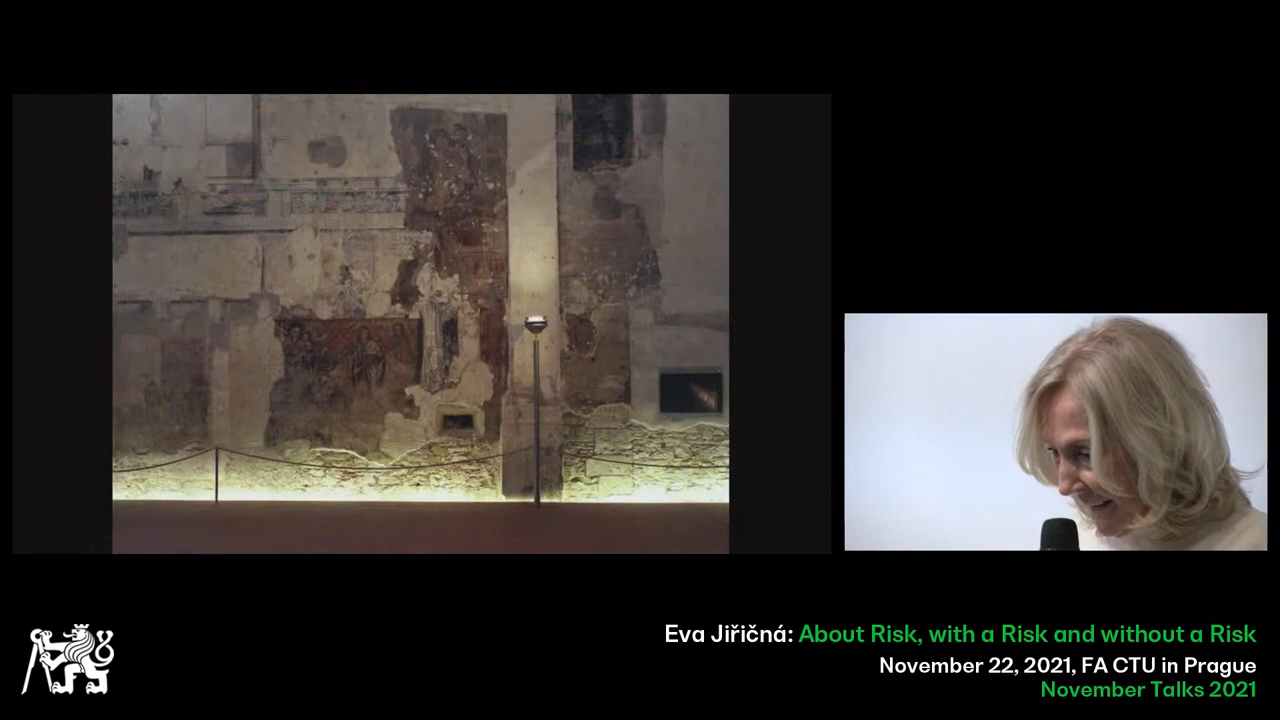 Eva Jiřičná: About Risk, with a Risk and without a Risk
November 22, 2021, FA CTU in Prague
November Talks 2021